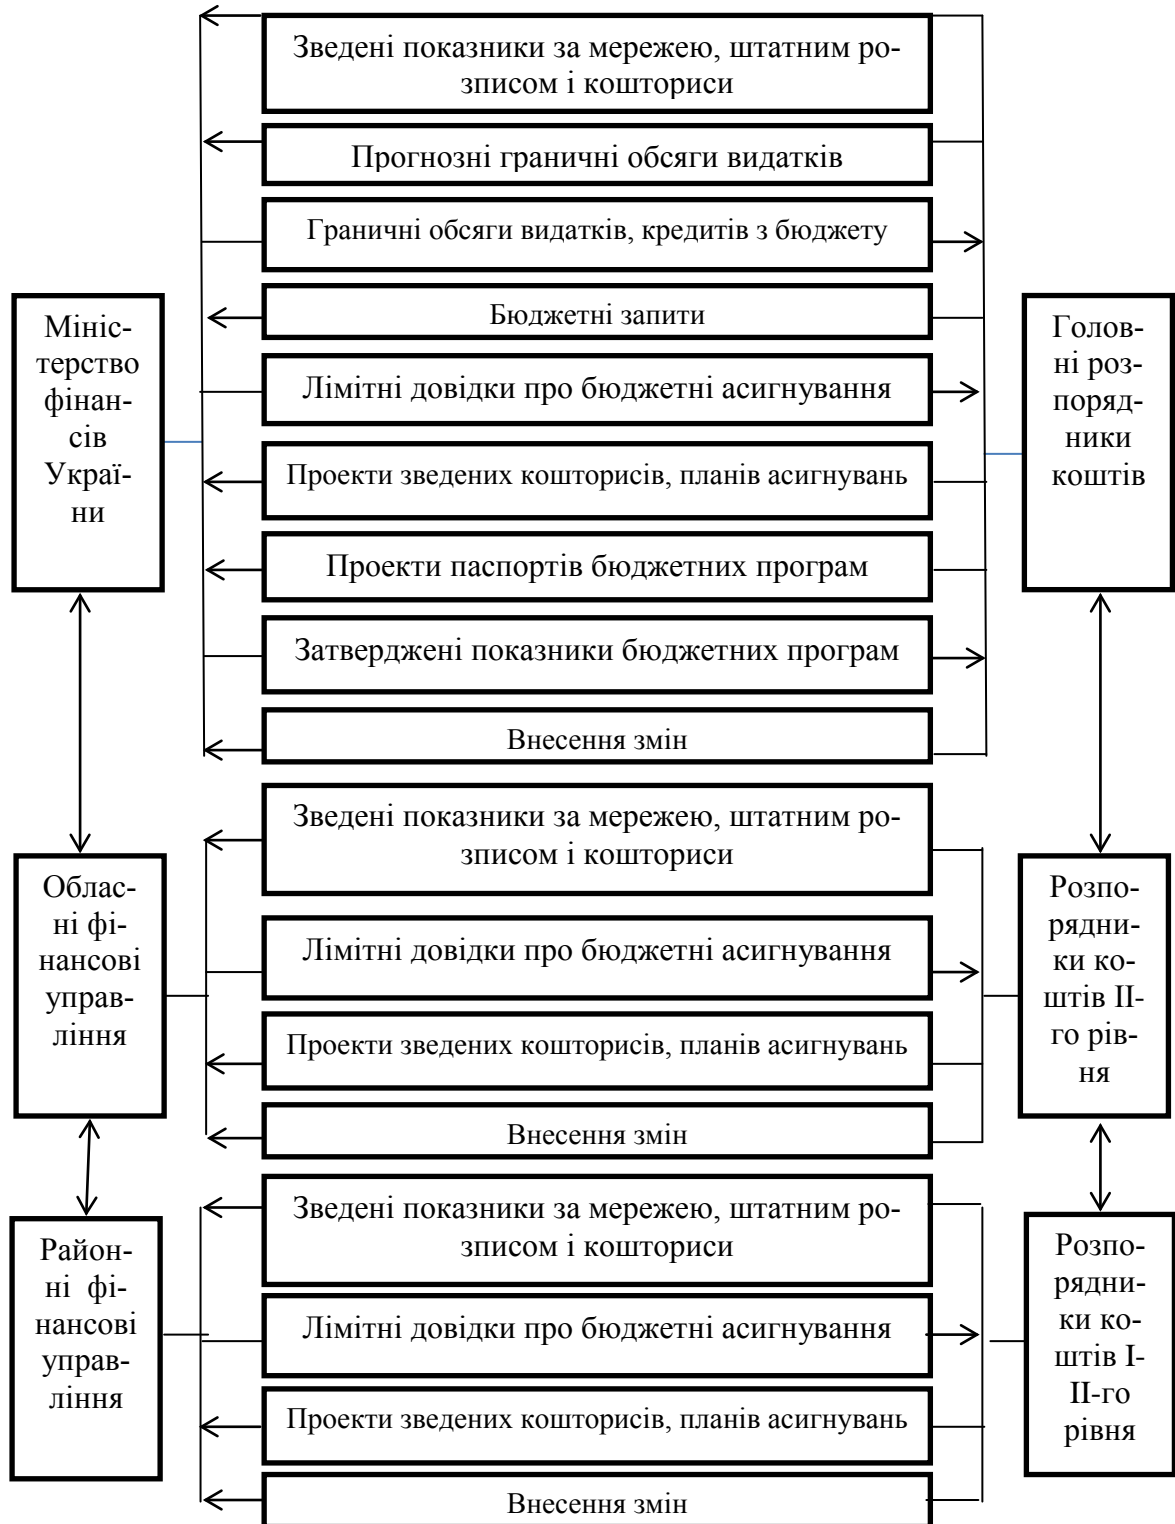 Зведені показники за мережею, штатним ро-
зписом і кошториси
Прогнозні граничні обсяги видатків
Граничні обсяги видатків, кредитів з бюджету
Бюджетні запити
Лімітні довідки про бюджетні асигнування
Проекти зведених кошторисів, планів асигнувань
Проекти паспортів бюджетних програм
Затверджені показники бюджетних програм
Внесення змін
Мініс-
терство
фінан-
сів
Украї-
ни
Голов-
ні роз-
поряд-
ники
коштів
Зведені показники за мережею, штатним ро-
зписом і кошториси
Лімітні довідки про бюджетні асигнування
Проекти зведених кошторисів, планів асигнувань
Внесення змін
Облас-
ні фі-
нансові
управ-
ління
Розпо-
рядни-
ки ко-
штів ІІ-
го рів-
ня
Зведені показники за мережею, штатним ро-
зписом і кошториси
Лімітні довідки про бюджетні асигнування
Проекти зведених кошторисів, планів асигнувань
Внесення змін
Район-
ні фі-
нансові
управ-
ління
Розпо-
рядни-
ки ко-
штів І-
ІІ-го
рівня